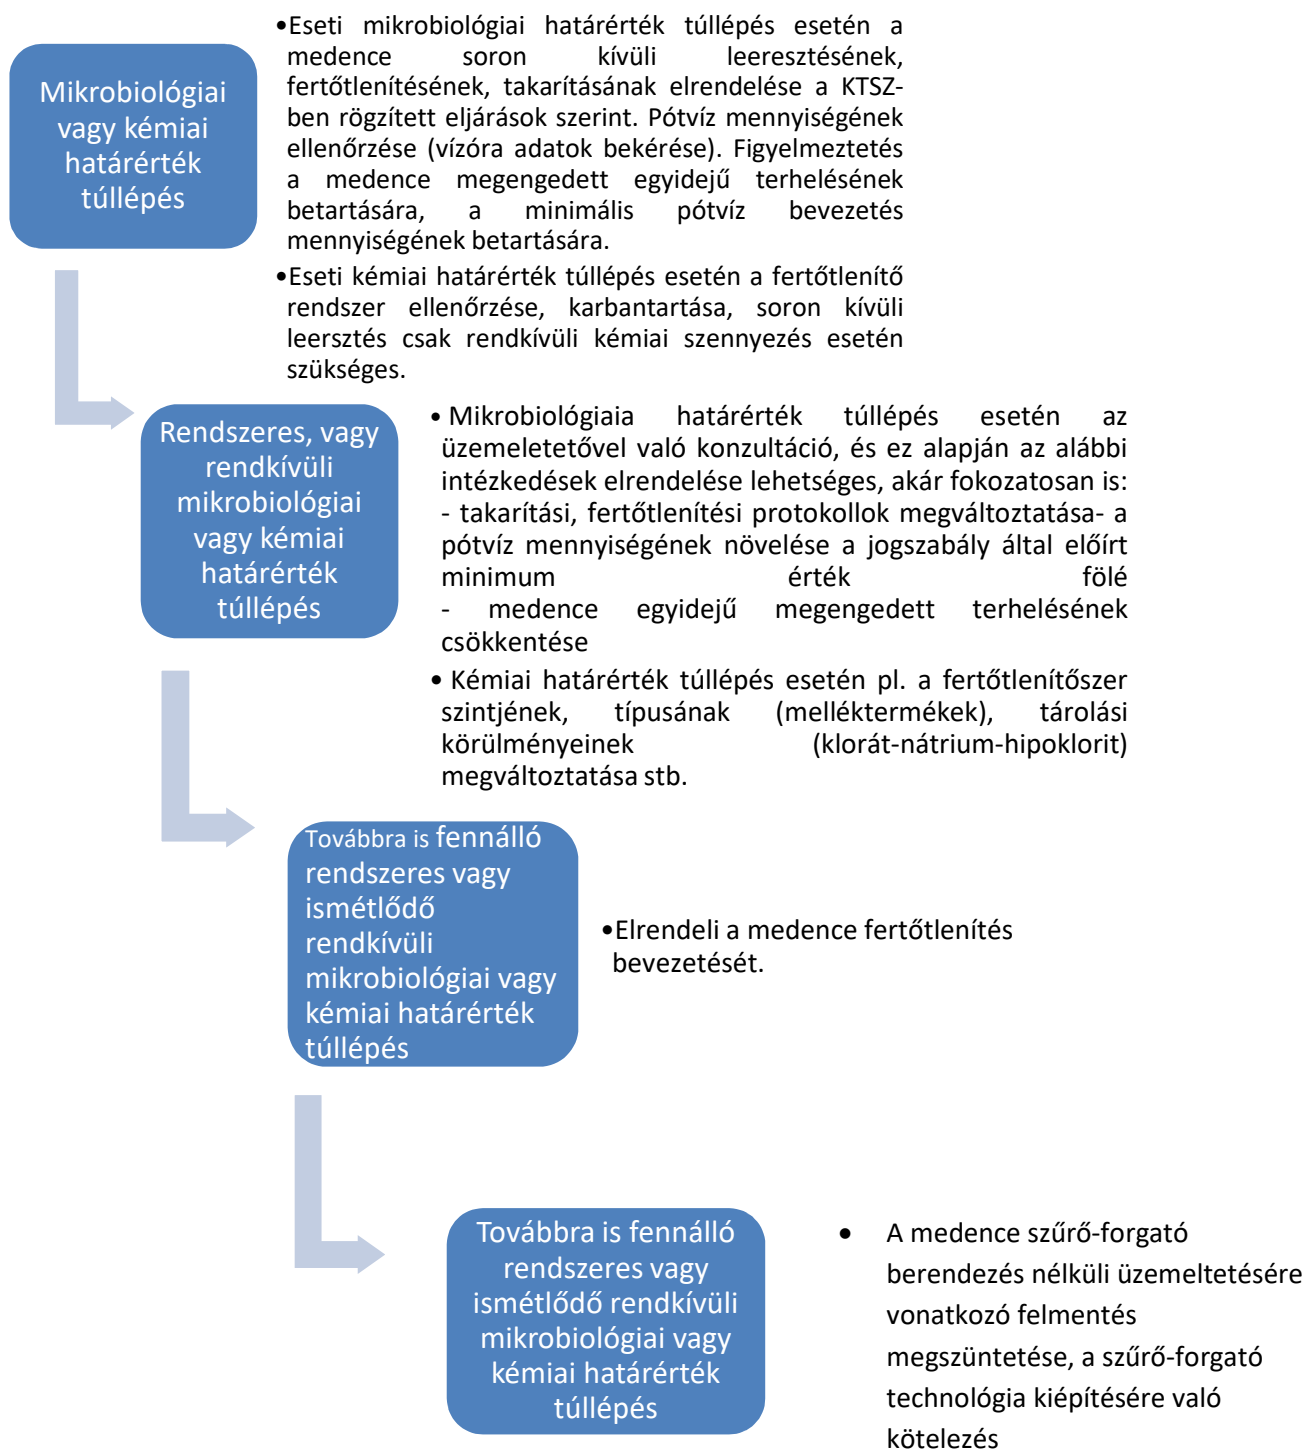 Mikrobiológiai
vagy kémiai
határérték
túllépés
•Eseti mikrobiológiai határérték túllépés esetén a
medence soron kívüli leeresztésének,
fertőtlenítésének, takarításának elrendelése a KTSZ-
ben rögzített eljárások szerint. Pótvíz mennyiségének
ellenőrzése (vízóra adatok bekérése). Figyelmeztetés
a medence megengedett egyidejű terhelésének
betartására, a minimális pótvíz bevezetés
mennyiségének betartására.
•Eseti kémiai határérték túllépés esetén a fertőtlenítő
rendszer ellenőrzése, karbantartása, soron kívüli
leersztés csak rendkívüli kémiai szennyezés esetén
szükséges.
Rendszeres, vagy
rendkívüli
mikrobiológiai
vagy kémiai
határérték
túllépés
• Mikrobiológiaia határérték túllépés esetén az
üzemeletetővel való konzultáció, és ez alapján az alábbi
intézkedések elrendelése lehetséges, akár fokozatosan is:
- takarítási, fertőtlenítési protokollok megváltoztatása- a
pótvíz mennyiségének növelése a jogszabály által előírt
minimum érték fölé
- medence egyidejű megengedett terhelésének
csökkentése
• Kémiai határérték túllépés esetén pl. a fertőtlenítőszer
szintjének, típusának (melléktermékek), tárolási
körülményeinek (klorát-nátrium-hipoklorit)
megváltoztatása stb.
Továbbra is fennálló
rendszeres vagy
ismétlődő
rendkívüli
mikrobiológiai vagy
kémiai határérték
túllépés
•Elrendeli a medence fertőtlenítés
bevezetését.
Továbbra is fennálló
rendszeres vagy
ismétlődő rendkívüli
mikrobiológiai vagy
kémiai határérték
túllépés
• A medence szűrő-forgató
berendezés nélküli üzemeltetésére
vonatkozó felmentés
megszüntetése, a szűrő-forgató
technológia kiépítésére való
kötelezés